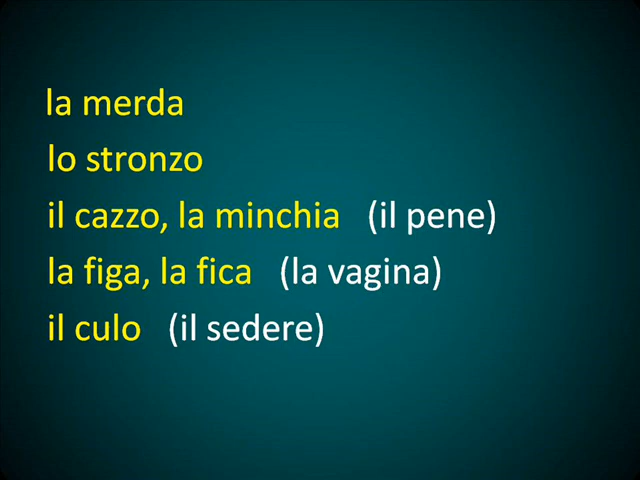 la merda
lo stronzo
il cazzo, la minchia (il pene)
la figa, la fica (la vagina)
il culo (il sedere)